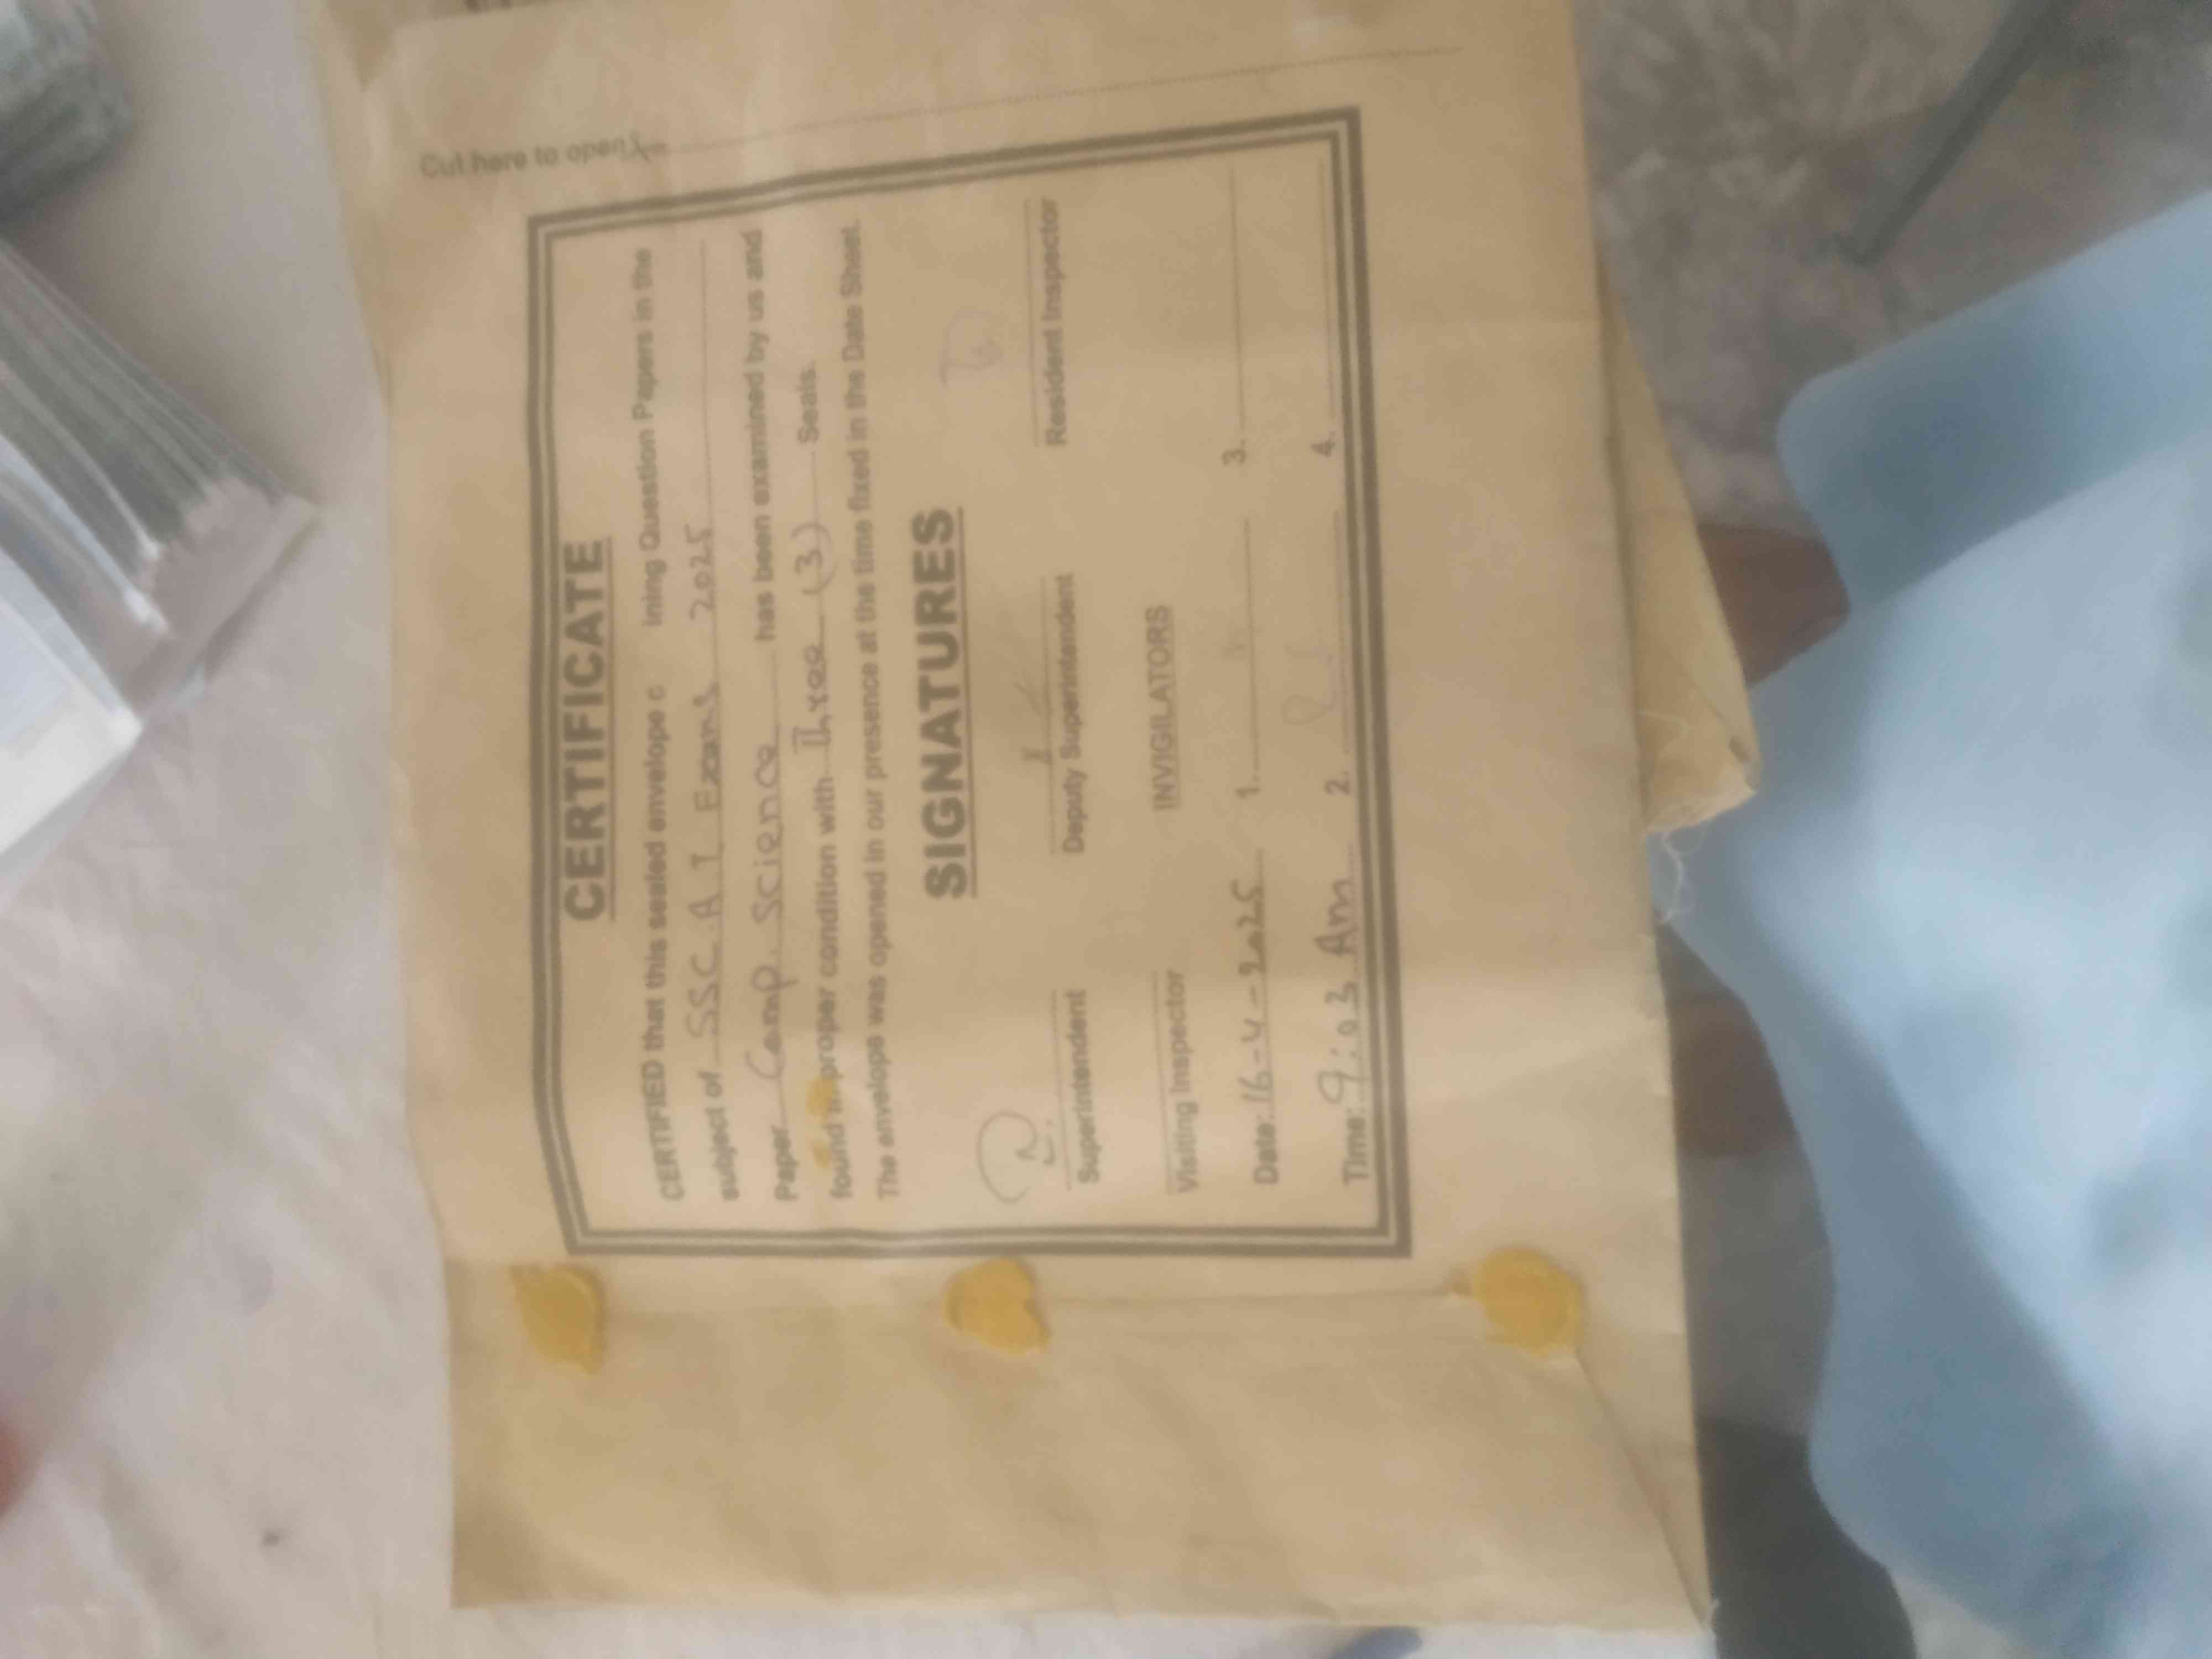 Cut here to open
CERTIFICATE
CERTIFIED that this sealed envelope c ining Question Papers in the
subject of SSC A I Exams 2025
Paper Comp. Science has been examined by us and
found in proper condition with Three (3) Seals.
The envelope was opened in our presence at the time fixed in the Date Sheet.
SIGNATURES
Superintendent Deputy Superintendent Resident Inspector
Visiting Inspector INVIGILATORS
Date: 16-4-2025 1. 3.
Time: 9:03 Am 2. 4.